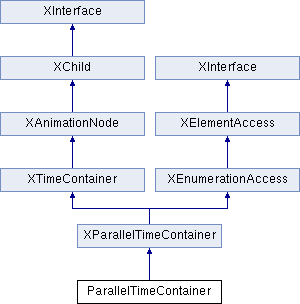 XInterface
XChild XInterface
XAnimationNode XElementAccess
XTimeContainer XEnumerationAccess
XParallelTimeContainer
ParallelTimeContainer